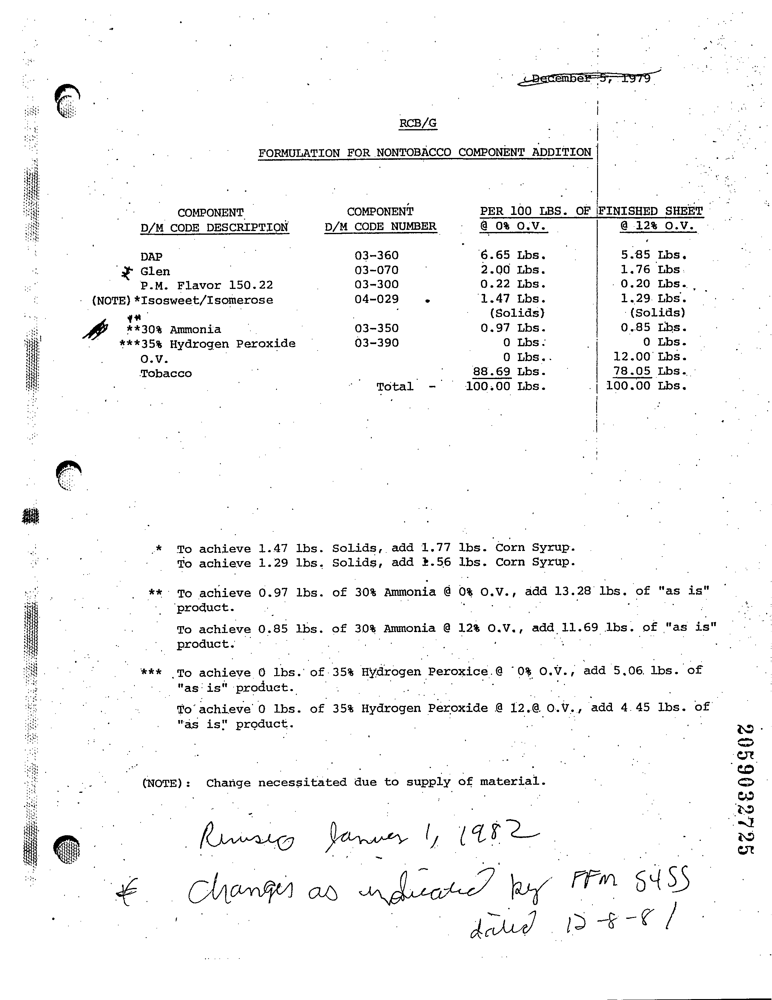 December 5, 1979
RCB/G
FORMULATION FOR NONTOBACCO COMPONENT ADDITION
COMPONENT COMPONENT PER 100 LBS. OF FINISHED SHEET
D/M CODE DESCRIPTION D/M CODE NUMBER @ 0% O.V. @ 12% O.V.
DAP 03-360 6.65 Lbs. 5.85 Lbs.
* Glen 03-070 2.00 Lbs. 1.76 Lbs
P.M. Flavor 150.22 03-300 0.22 Lbs. 0.20 Lbs.
(NOTE) *Isosweet/Isomerose 04-029 1.47 Lbs. 1.29 Lbs.
(Solids) (Solids)
**
**30% Ammonia 03-350 0.97 Lbs. 0.85 Lbs.
***35% Hydrogen Peroxide 03-390 0 Lbs. 0 Lbs.
O.V. 0 Lbs.. 12.00 Lbs.
Tobacco 88.69 Lbs. 78.05 Lbs.
Total - 100.00 Lbs. 100.00 Lbs.
* To achieve 1.47 lbs. Solids, add 1.77 lbs. Corn Syrup.
To achieve 1.29 lbs. Solids, add 1.56 lbs. Corn Syrup.
** To achieve 0.97 lbs. of 30% Ammonia @ 0% O.V., add 13.28 lbs. of "as is"
product.
To achieve 0.85 lbs. of 30% Ammonia @ 12% O.V., add 11.69 lbs. of "as is"
product.
*** To achieve 0 lbs. of 35% Hydrogen Peroxice @ 0% O.V., add 5.06 lbs. of
"as is" product.
To achieve 0 lbs. of 35% Hydrogen Peroxide @ 12.@ O.V., add 4.45 lbs. of
"as is" product.
(NOTE): Change necessitated due to supply of material.
2059032725
January 1, 1982
* Changes as indicated by FFM 5455
dated 12-8-81